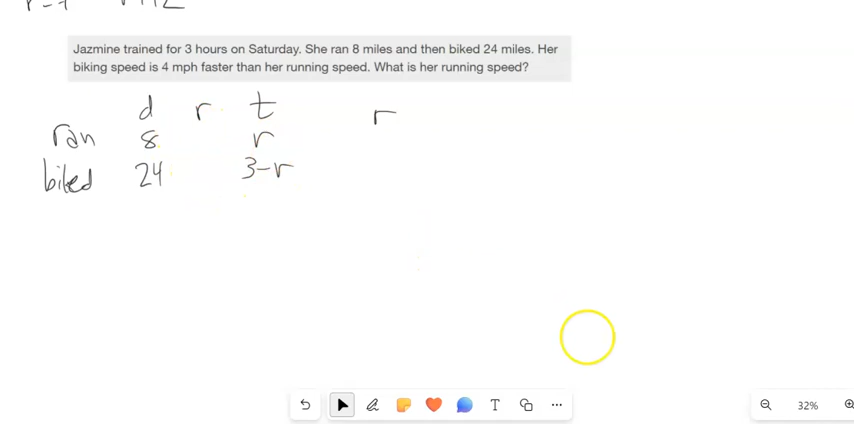 Jazmine trained for 3 hours on Saturday. She ran 8 miles and then biked 24 miles. Her
biking speed is 4 mph faster than her running speed. What is her running speed?
d r t r
ran 8 r
biked 24 3-r
T
32%